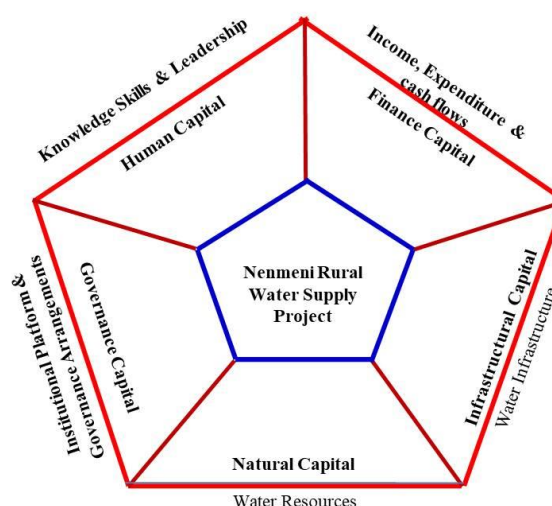 Knowledge Skills & Leadership
Human Capital
Income, Expenditure &
cash flows
Finance Capital
Institutional Platform &
Governance Arrangements
Governanance Capital
Nenmeni Rural
Water Supply
Project
Infrastructural Capital
Water Infrastructure
Natural Capital
Water Resources